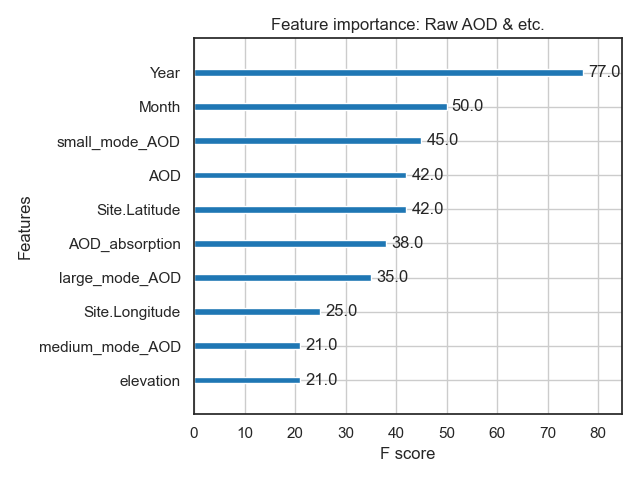 Feature importance: Raw AOD & etc.
Features
Year 77.0
Month 50.0
small_mode_AOD 45.0
AOD 42.0
Site.Latitude 42.0
AOD_absorption 38.0
large_mode_AOD 35.0
Site.Longitude 25.0
medium_mode_AOD 21.0
elevation 21.0
0 10 20 30 40 50 60 70 80
F score